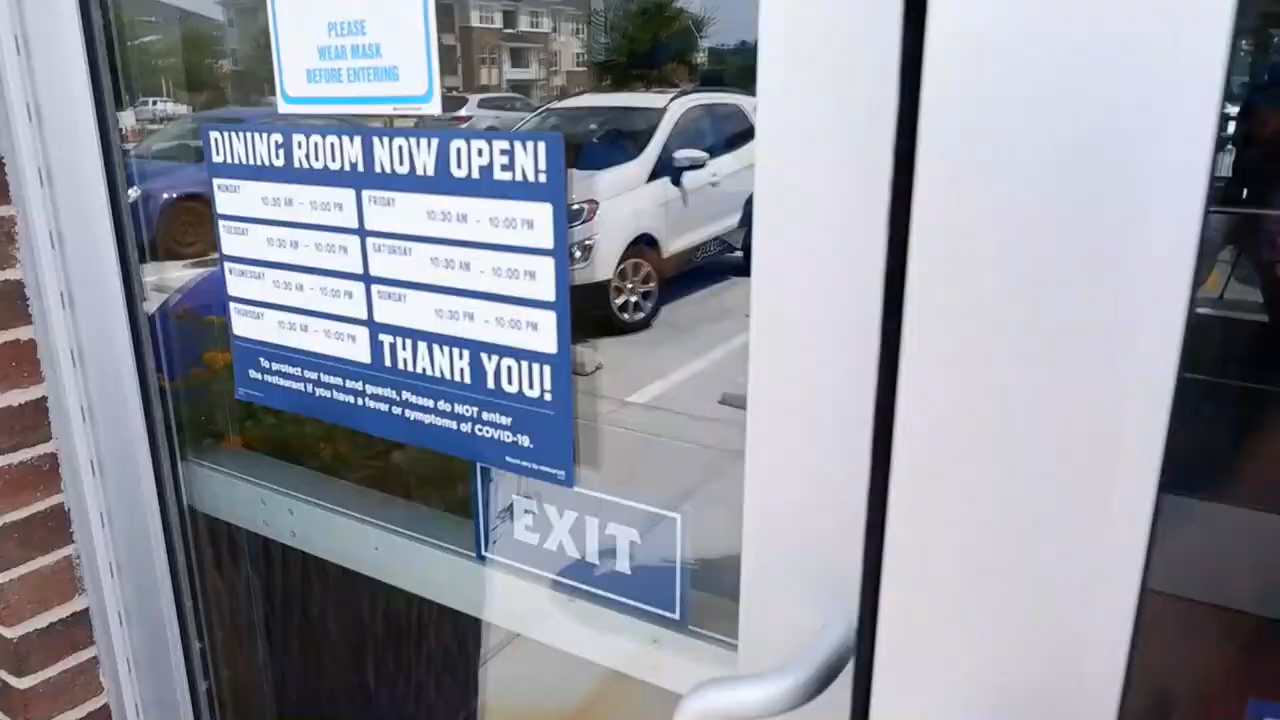 PLEASE
WEAR MASK
BEFORE ENTERING
DINING ROOM NOW OPEN!
MONDAY
10:30 AM - 10:00 PM
TUESDAY
10:30 AM - 10:00 PM
WEDNESDAY
10:30 AM - 10:00 PM
THURSDAY
10:30 AM - 10:00 PM
FRIDAY
10:30 AM - 10:00 PM
SATURDAY
10:30 AM - 10:00 PM
SUNDAY
10:30 PM - 10:00 PM
THANK YOU!
To protect our team and guests, Please do NOT enter
the restaurant if you have a fever or symptoms of COVID-19.
EXIT